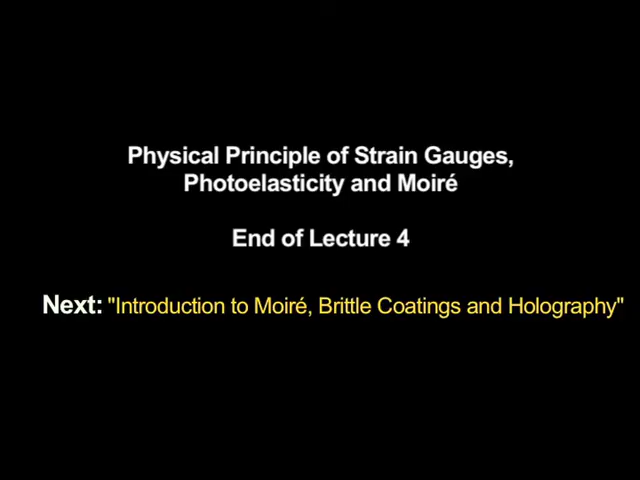 Physical Principle of Strain Gauges,
Photoelasticity and Moiré
End of Lecture 4
Next: "Introduction to Moiré, Brittle Coatings and Holography"